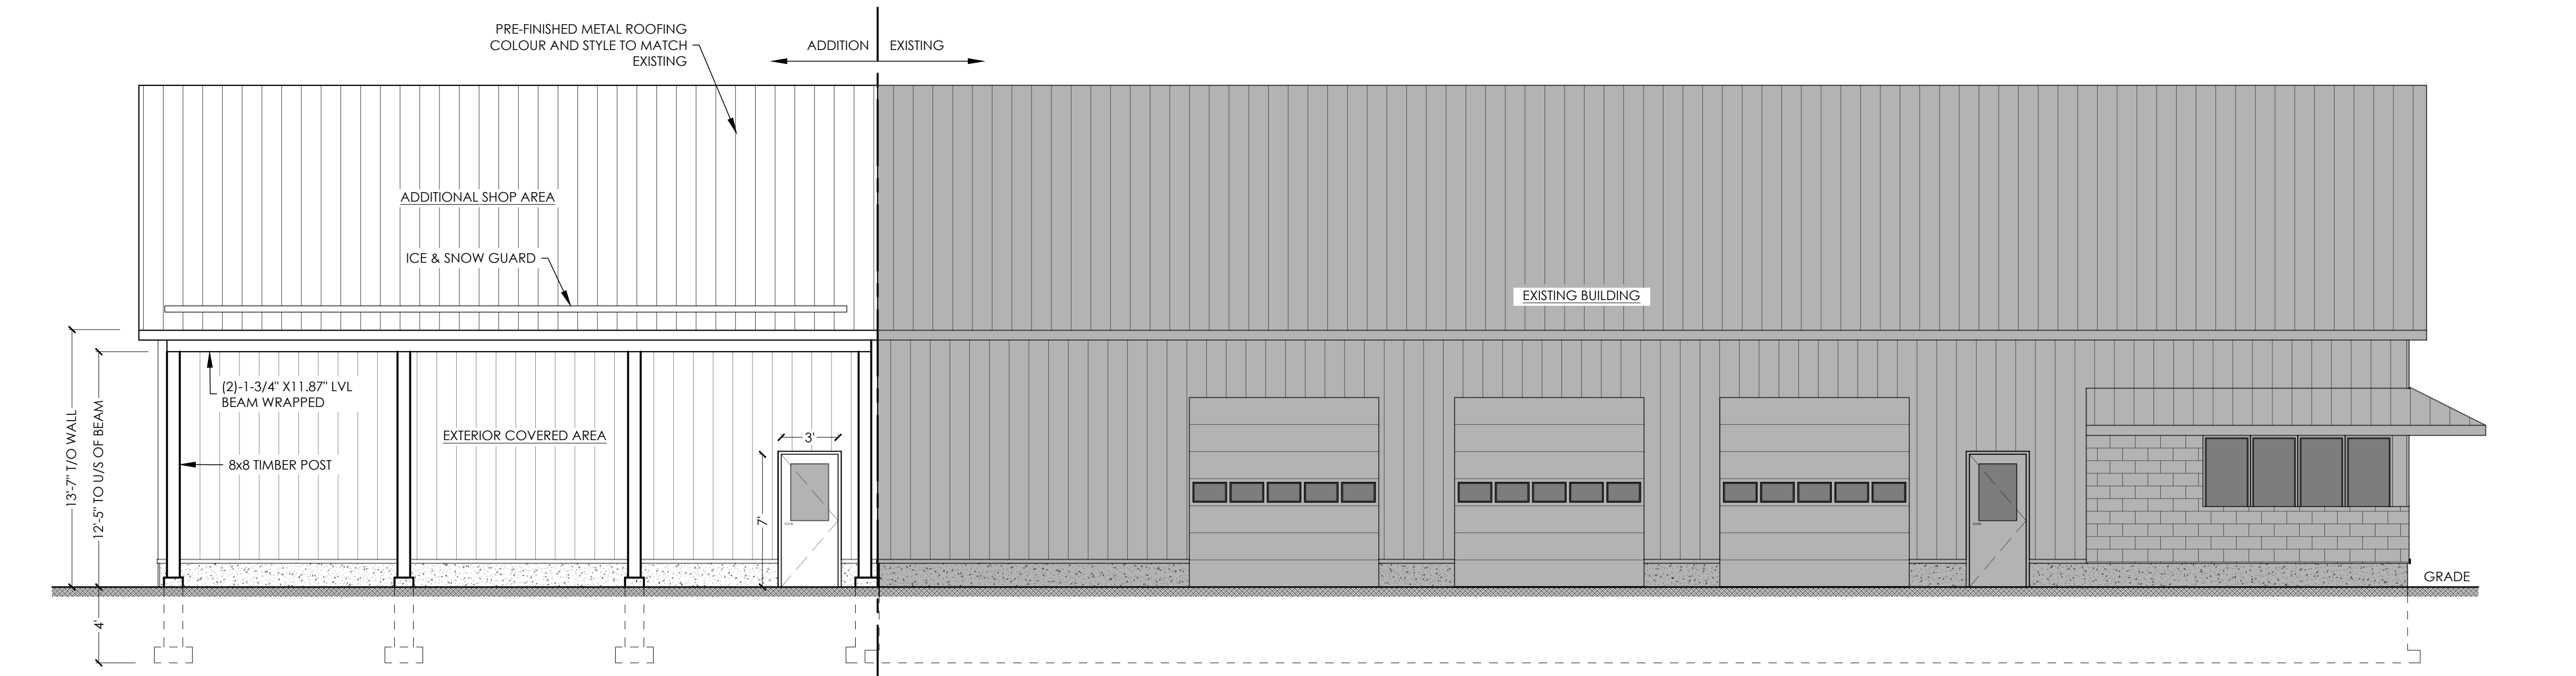 PRE-FINISHED METAL ROOFING
COLOUR AND STYLE TO MATCH
EXISTING
ADDITION
EXISTING
ADDITIONAL SHOP AREA
ICE & SNOW GUARD
EXISTING BUILDING
(2)-1-3/4" X11.87" LVL
BEAM WRAPPED
EXTERIOR COVERED AREA
8x8 TIMBER POST
3'
7'
13'-7" T/O WALL
12'-5" TO U/S OF BEAM
4'
GRADE